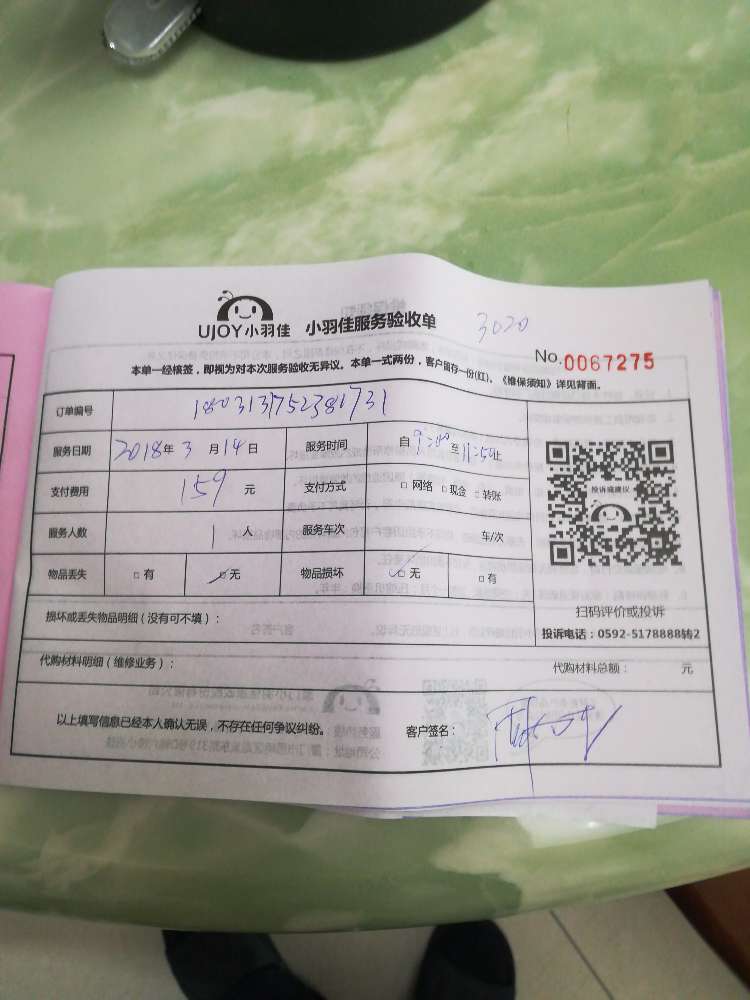 UJOY小羽佳 小羽佳服务验收单 3020
No.0067275
本单一经核签，即视为对本次服务验收无异议。本单一式两份，客户留存一份(红)，《维保须知》详见背面。
订单编号 180313752381731
服务日期 2018年3月14日 服务时间 自9:00至11:50止
支付费用 159元 支付方式 □网络 □现金 □转账
服务人数 1人 服务车次 车/次
物品丢失 □有 ☑无 物品损坏 ☑无 □有
投诉或建议
扫码评价或投诉
投诉电话：0592-5178888转2
损坏或丢失物品明细（没有可不填）：
代购材料明细（维修业务）： 代购材料总额： 元
以上填写信息已经本人确认无误，不存在任何争议纠纷。 客户签名：